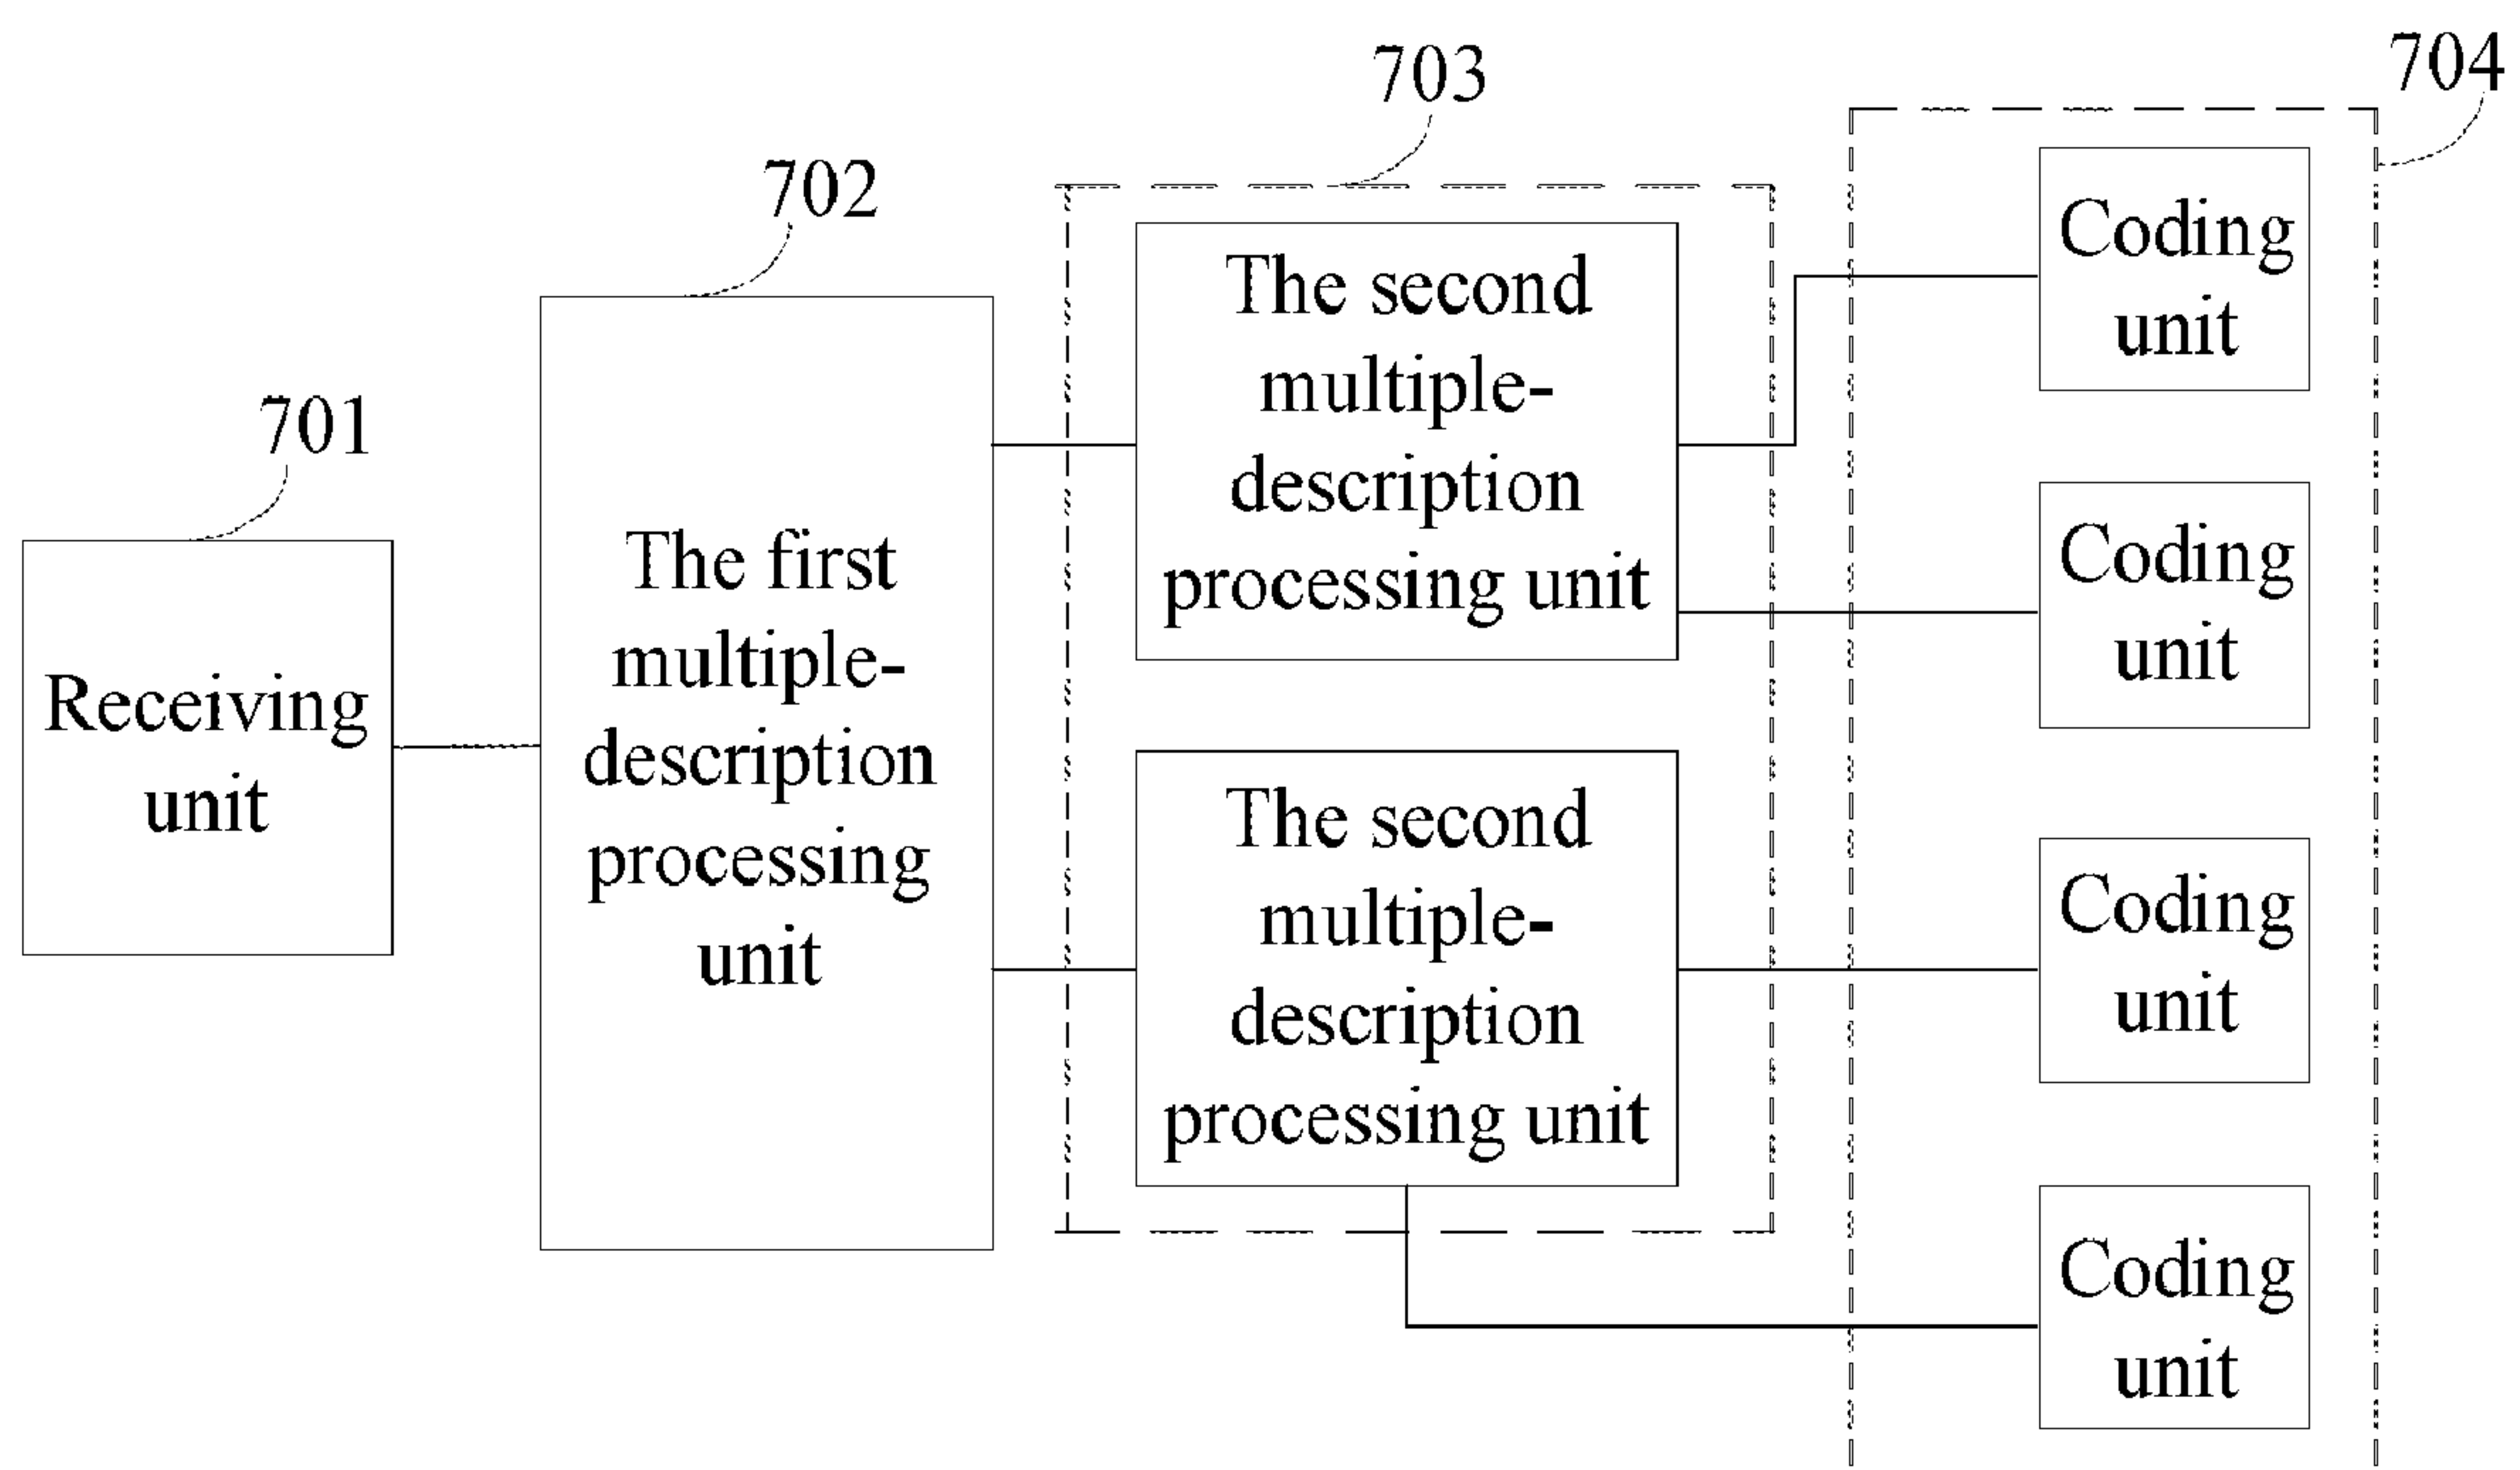 701
Receiving
unit
702
The first
multiple-
description
processing
unit
703
The second
multiple-
description
processing unit
The second
multiple-
description
processing unit
704
Coding
unit
Coding
unit
Coding
unit
Coding
unit